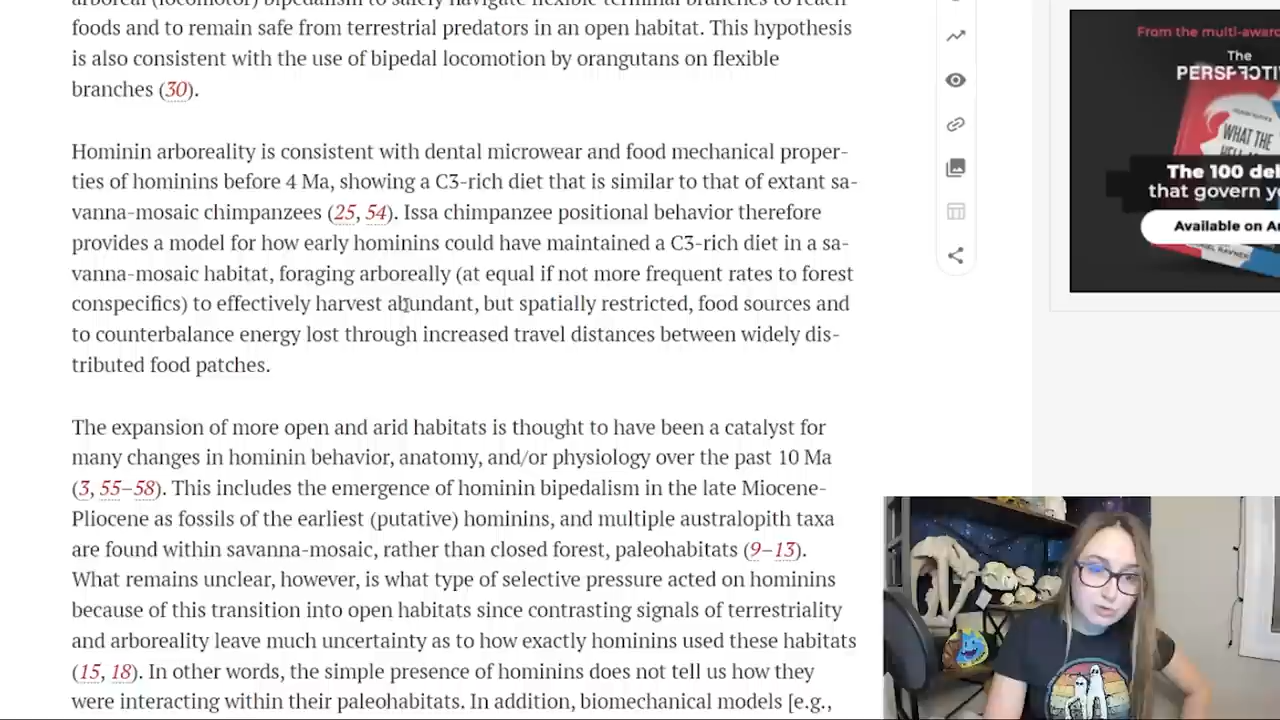 foods and to remain safe from terrestrial predators in an open habitat. This hypothesis
is also consistent with the use of bipedal locomotion by orangutans on flexible
branches (30).
Hominin arboreality is consistent with dental microwear and food mechanical proper-
ties of hominins before 4 Ma, showing a C3-rich diet that is similar to that of extant sa-
vanna-mosaic chimpanzees (25, 54). Issa chimpanzee positional behavior therefore
provides a model for how early hominins could have maintained a C3-rich diet in a sa-
vanna-mosaic habitat, foraging arboreally (at equal if not more frequent rates to forest
conspecifics) to effectively harvest abundant, but spatially restricted, food sources and
to counterbalance energy lost through increased travel distances between widely dis-
tributed food patches.
The expansion of more open and arid habitats is thought to have been a catalyst for
many changes in hominin behavior, anatomy, and/or physiology over the past 10 Ma
(3, 55–58). This includes the emergence of hominin bipedalism in the late Miocene-
Pliocene as fossils of the earliest (putative) hominins, and multiple australopith taxa
are found within savanna-mosaic, rather than closed forest, paleohabitats (9–13).
What remains unclear, however, is what type of selective pressure acted on hominins
because of this transition into open habitats since contrasting signals of terrestriality
and arboreality leave much uncertainty as to how exactly hominins used these habitats
(15, 18). In other words, the simple presence of hominins does not tell us how they
were interacting within their paleohabitats. In addition, biomechanical models [e.g.,
From the multi-awar
The
PERSPECTI
WHAT THE
The 100 del
that govern y
Available on A